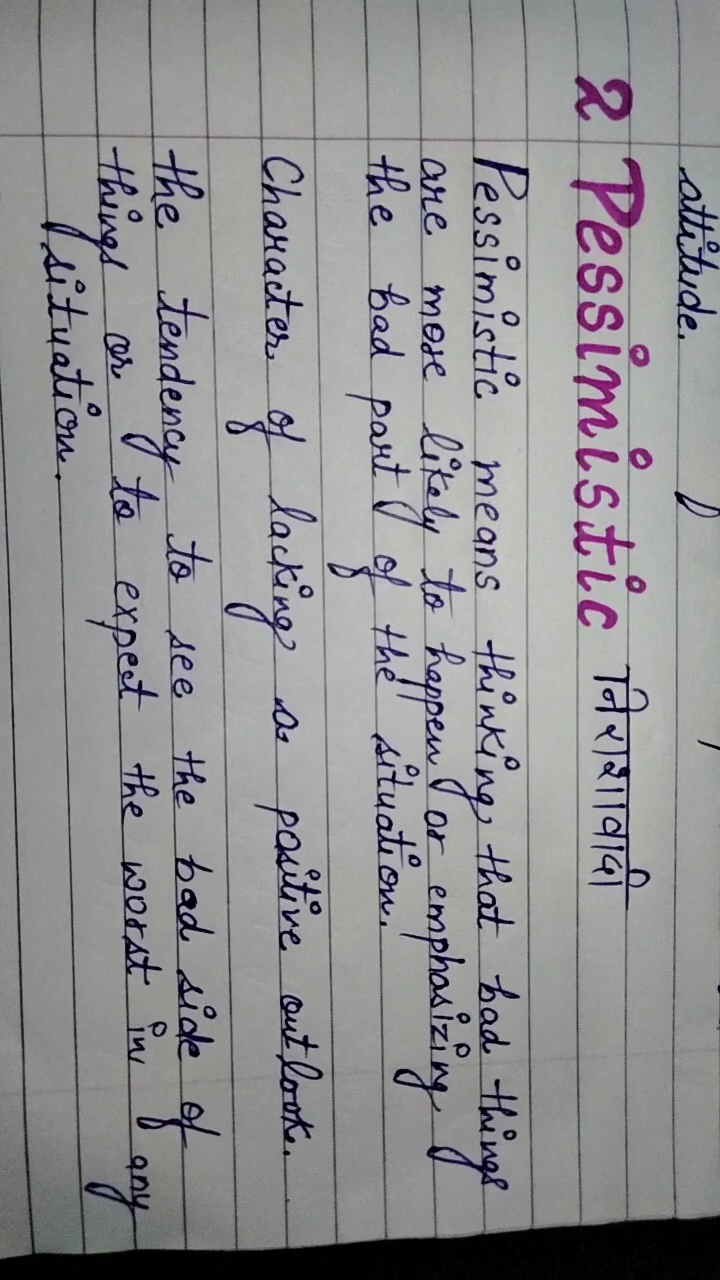 attitude.
2 Pessimistic निराशावादी
Pessimistic means thinking that bad things
are more likely to happen or emphasizing
the bad part of the situation.
Character of lacking a positive outlook.
the tendency to see the bad side of
things or to expect the worst in any
situation.